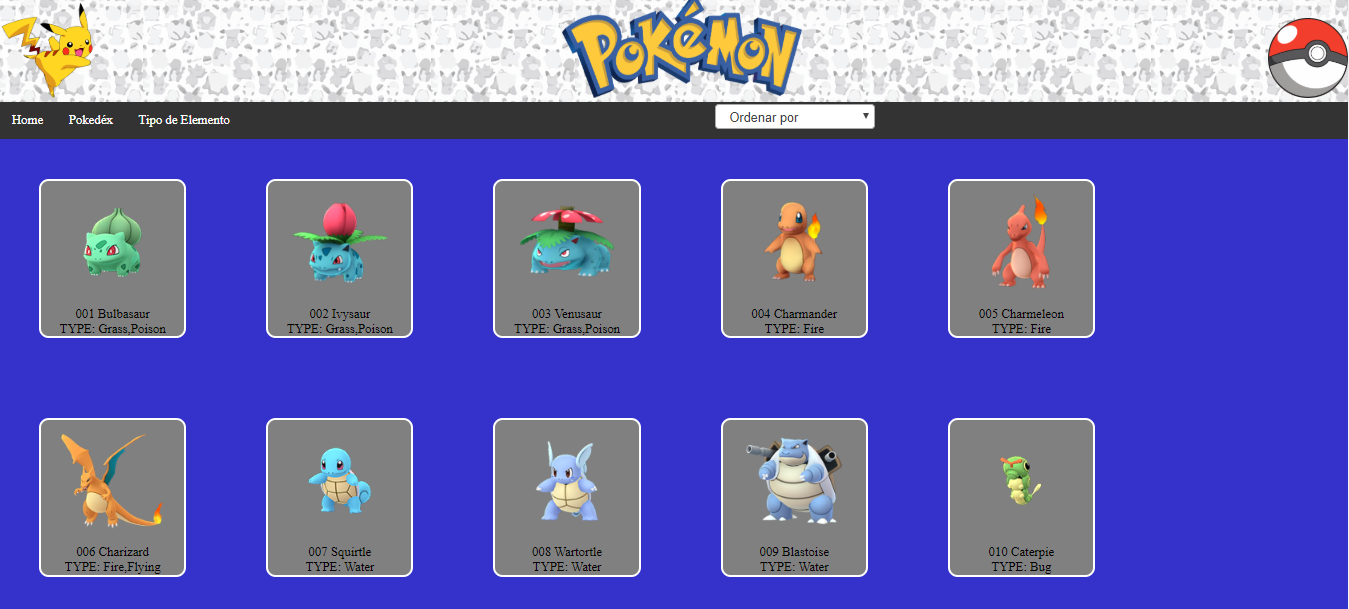 POKéMON
Home Pokedéx Tipo de Elemento
Ordenar por
001 Bulbasaur
TYPE: Grass,Poison
002 Ivysaur
TYPE: Grass,Poison
003 Venusaur
TYPE: Grass,Poison
004 Charmander
TYPE: Fire
005 Charmeleon
TYPE: Fire
006 Charizard
TYPE: Fire,Flying
007 Squirtle
TYPE: Water
008 Wartortle
TYPE: Water
009 Blastoise
TYPE: Water
010 Caterpie
TYPE: Bug